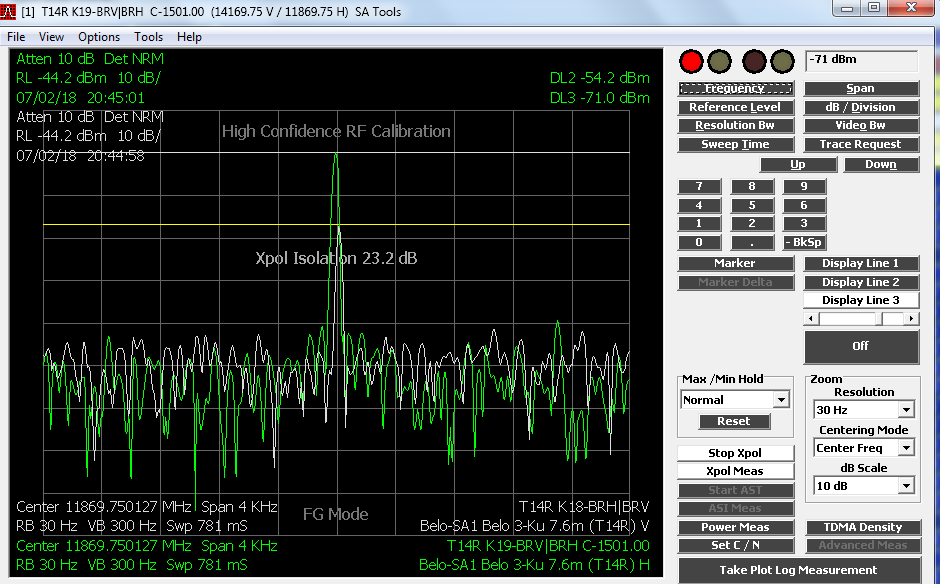 [1] T14R K19-BRV|BRH C-1501.00 (14169.75 V / 11869.75 H) SA Tools
File View Options Tools Help
Atten 10 dB Det NRM
RL -44.2 dBm 10 dB/
07/02/18 20:45:01
DL2 -54.2 dBm
DL3 -71.0 dBm
Atten 10 dB Det NRM
RL -44.2 dBm 10 dB/
07/02/18 20:44:58
High Confidence RF Calibration
Xpol Isolation 23.2 dB
Center 11869.750127 MHz Span 4 KHz
RB 30 Hz VB 300 Hz Swp 781 mS
FG Mode
T14R K18-BRH|BRV
Belo-SA1 Belo 3-Ku 7.6m (T14R) V
Center 11869.750127 MHz Span 4 KHz
RB 30 Hz VB 300 Hz Swp 781 mS
T14R K19-BRV|BRH C-1501.00
Belo-SA1 Belo 3-Ku 7.6m (T14R) H
-71 dBm
Frequency Span
Reference Level dB / Division
Resolution Bw Video Bw
Sweep Time Trace Request
Up Down
7 8 9
4 5 6
1 2 3
0 . - BkSp
Marker Display Line 1
Marker Delta Display Line 2
Display Line 3
Off
Max /Min Hold
Normal
Reset
Zoom
Resolution
30 Hz
Centering Mode
Center Freq
dB Scale
10 dB
Stop Xpol
Xpol Meas
Start AST
ASI Meas
Power Meas TDMA Density
Set C / N Advanced Meas
Take Plot Log Measurement